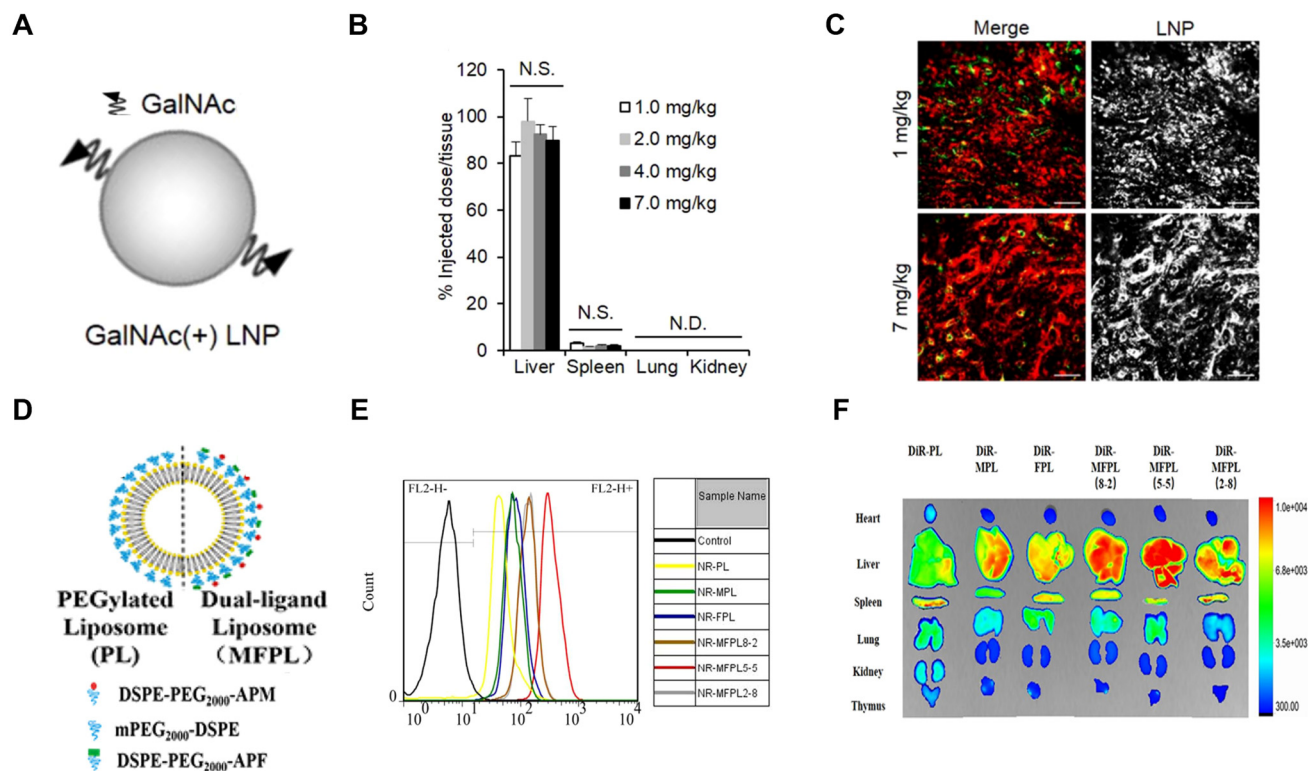 A
GalNAc
GalNAc(+) LNP
B
% Injected dose/tissue
120
100
80
60
40
20
0
N.S.
N.S.
N.D.
1.0 mg/kg
2.0 mg/kg
4.0 mg/kg
7.0 mg/kg
Liver Spleen Lung Kidney
C
Merge LNP
1 mg/kg
7 mg/kg
D
PEGylated
Liposome
(PL)
Dual-ligand
Liposome
(MFPL)
DSPE-PEG2000-APM
mPEG2000-DSPE
DSPE-PEG2000-APF
E
FL2-H- FL2-H+
Count
0
10^0 10^1 10^2 10^3 10^4
Sample Name
Control
NR-PL
NR-MPL
NR-FPL
NR-MFPL8-2
NR-MFPL5-5
NR-MFPL2-8
F
DiR-PL
DiR-
MPL
DiR-
FPL
DiR-
MFPL
(8-2)
DiR-
MFPL
(5-5)
DiR-
MFPL
(2-8)
Heart
Liver
Spleen
Lung
Kidney
Thymus
1.0e+004
6.8e+003
3.5e+003
300.00